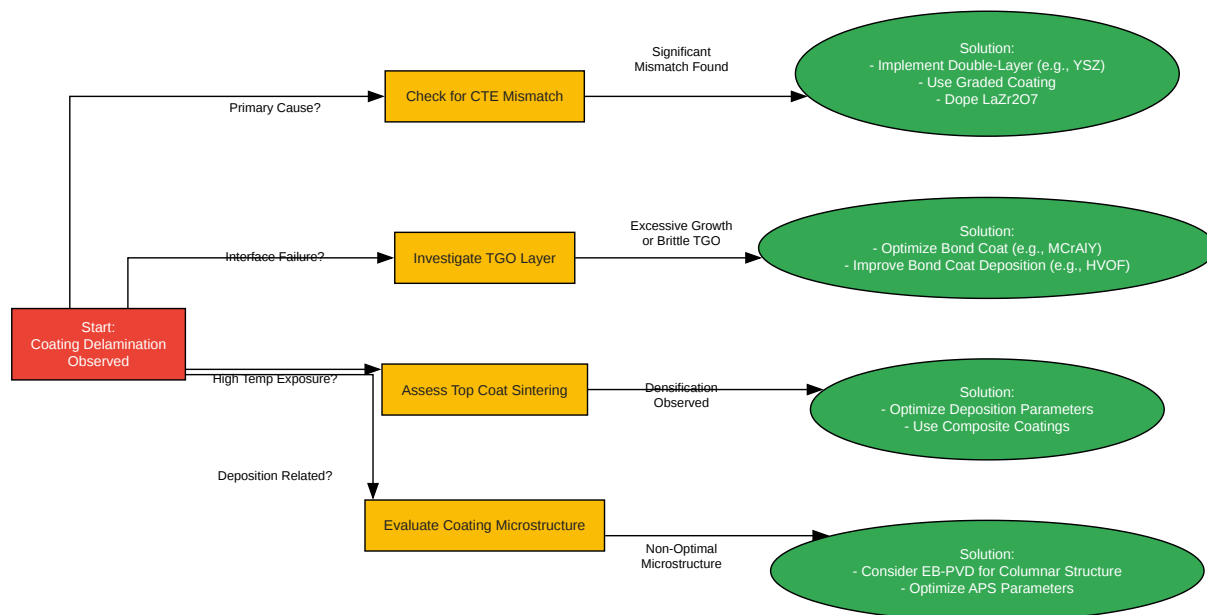 Primary Cause?
Check for CTE Mismatch
Significant
Mismatch Found
Solution:
- Implement Double-Layer (e.g., YSZ)
- Use Graded Coating
- Dope LaZr2O7
Interface Failure?
Investigate TGO Layer
Excessive Growth
or Brittle TGO
Solution:
- Optimize Bond Coat (e.g., MCrAlY)
- Improve Bond Coat Deposition (e.g., HVOF)
Start:
Coating Delamination
Observed
High Temp Exposure?
Assess Top Coat Sintering
Densification
Observed
Solution:
- Optimize Deposition Parameters
- Use Composite Coatings
Deposition Related?
Evaluate Coating Microstructure
Non-Optimal
Microstructure
Solution:
- Consider EB-PVD for Columnar Structure
- Optimize APS Parameters